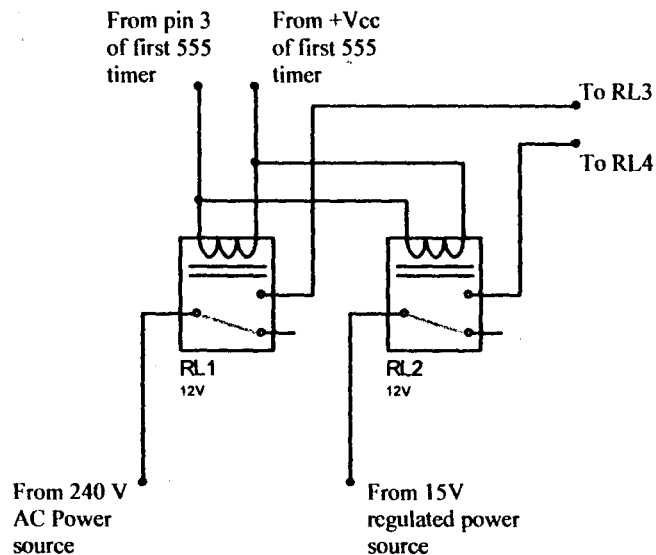 From pin 3
of first 555
timer
From +Vcc
of first 555
timer
To RL3
To RL4
RL1
12V
RL2
12V
From 240 V
AC Power
source
From 15V
regulated power
source